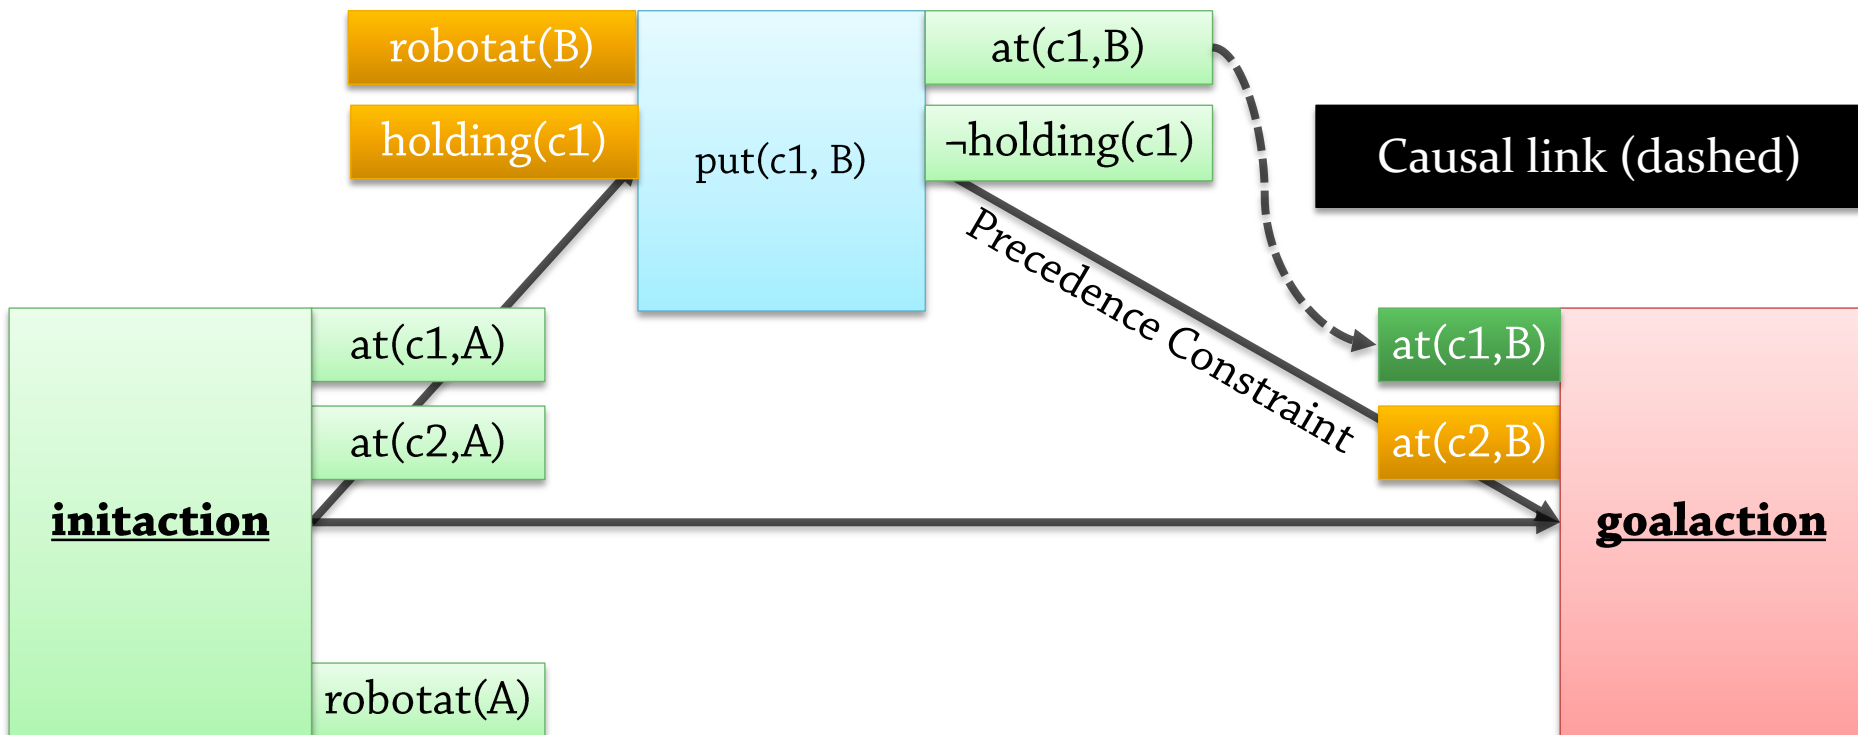 robotat(B)
at(c1,B)
holding(c1)
put(c1, B)
¬holding(c1)
Causal link (dashed)
Precedence Constraint
at(c1,A)
at(c1,B)
at(c2,A)
at(c2,B)
initaction
goalaction
robotat(A)